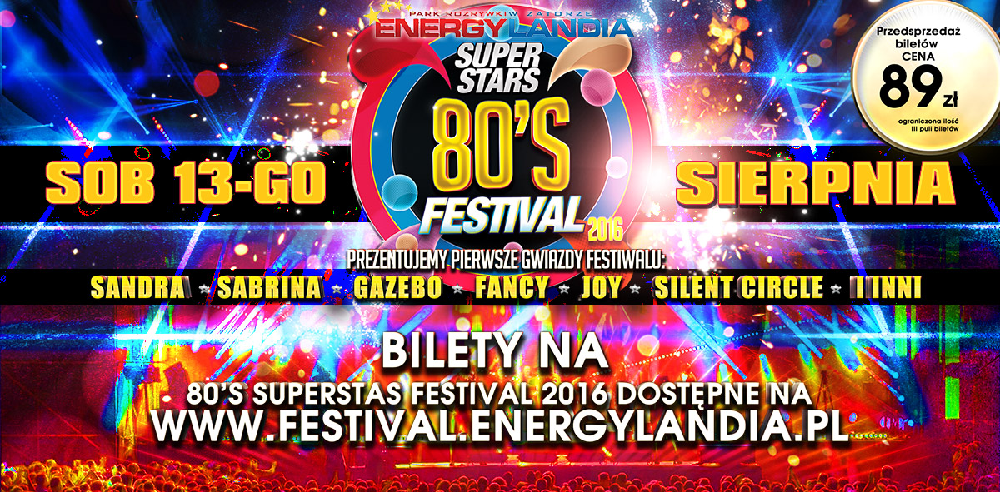 PARK ROZRYWKI W ZATORZE
ENERGYLANDIA
SUPER
STARS
80'S
FESTIVAL
2016
Przedsprzedaż
biletów
CENA
89 zł
ograniczona ilość
III puli biletów
SOB 13-GO
SIERPNIA
PREZENTUJEMY PIERWSZE GWIAZDY FESTIWALU:
SANDRA ★ SABRINA ★ GAZEBO ★ FANCY ★ JOY ★ SILENT CIRCLE ★ I INNI
BILETY NA
80'S SUPERSTAS FESTIVAL 2016 DOSTĘPNE NA
WWW.FESTIVAL.ENERGYLANDIA.PL